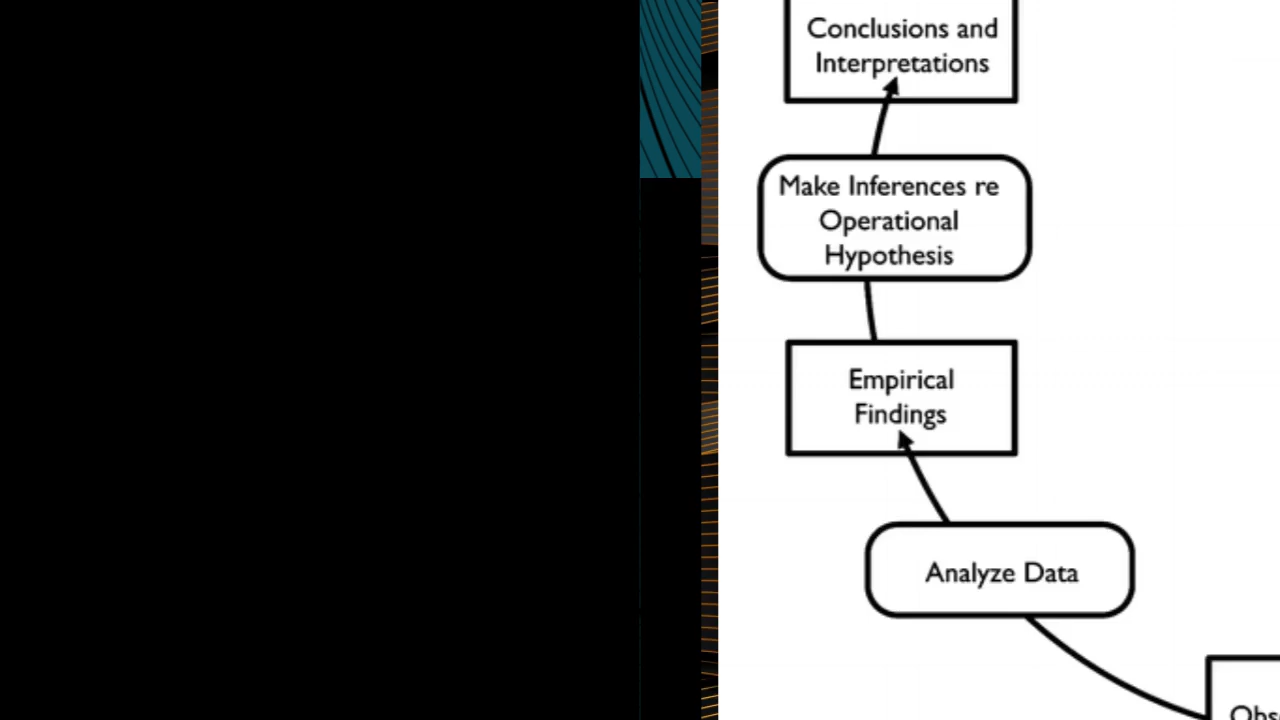 Conclusions and
Interpretations
Make Inferences re
Operational
Hypothesis
Empirical
Findings
Analyze Data